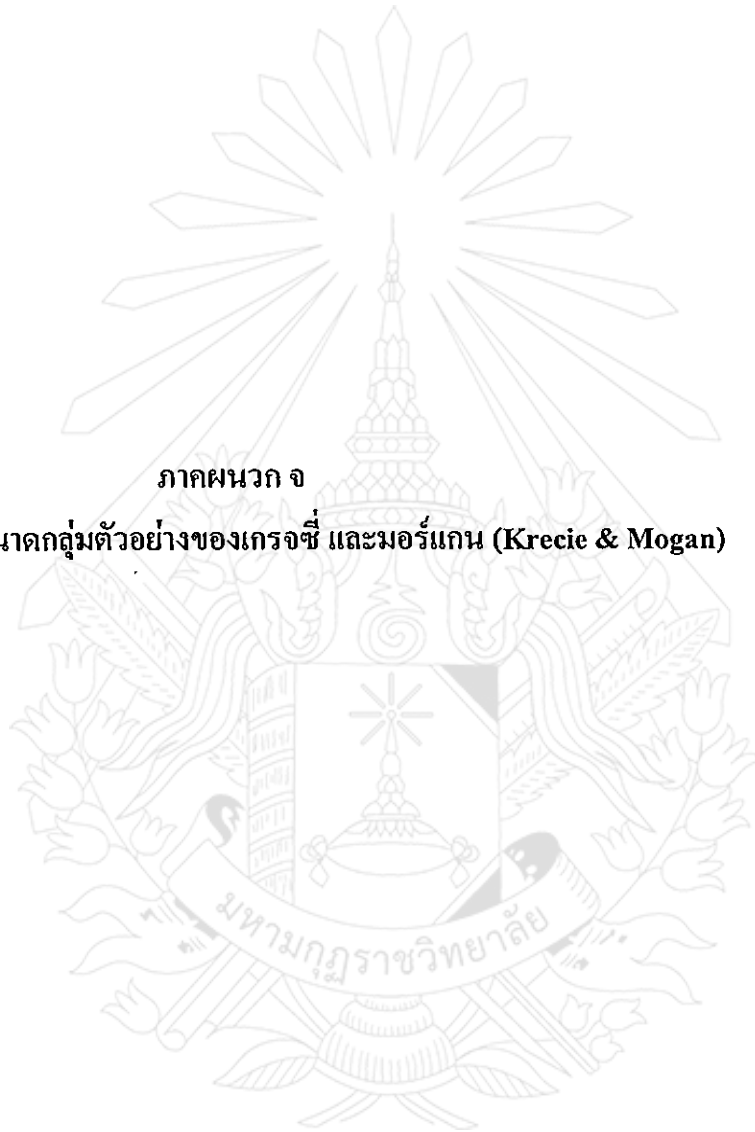 ภาคผนวก จ
นาดกลุ่มตัวอย่างของเกรจซี่ และมอร์แกน (Krecie & Mogan)
มหามกุฏราชวิทยาลัย